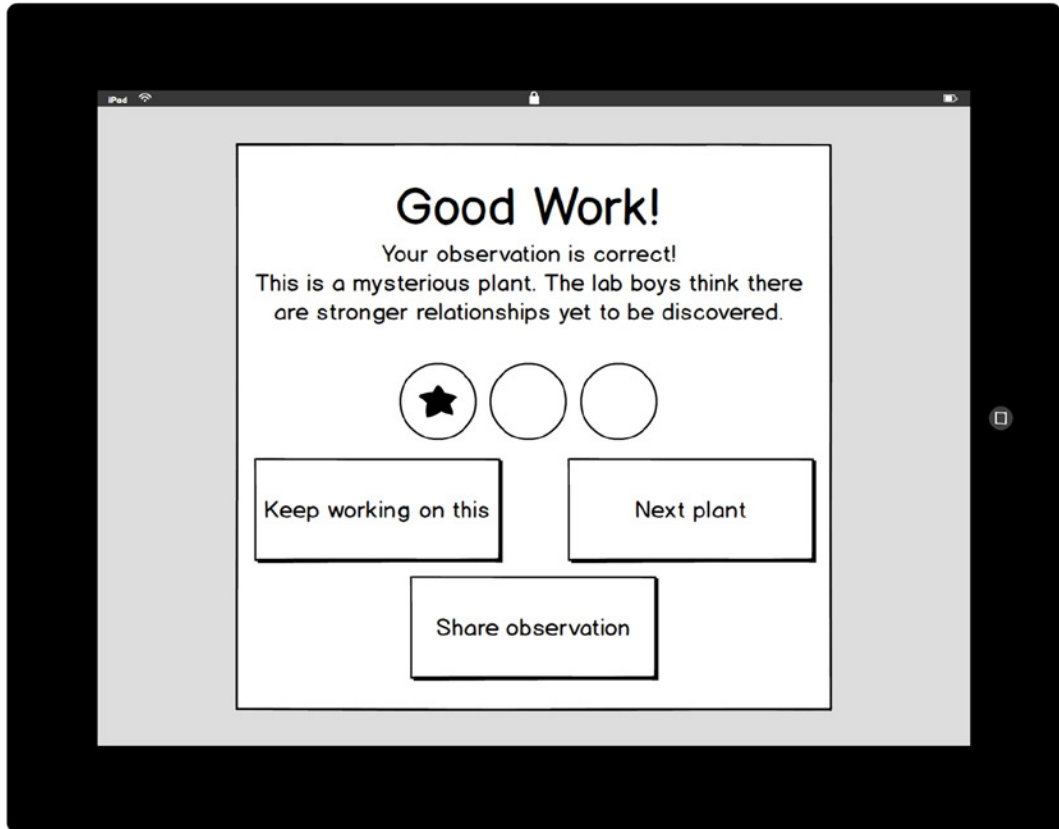 iPad
Good Work!
Your observation is correct!
This is a mysterious plant. The lab boys think there
are stronger relationships yet to be discovered.
Keep working on this
Next plant
Share observation